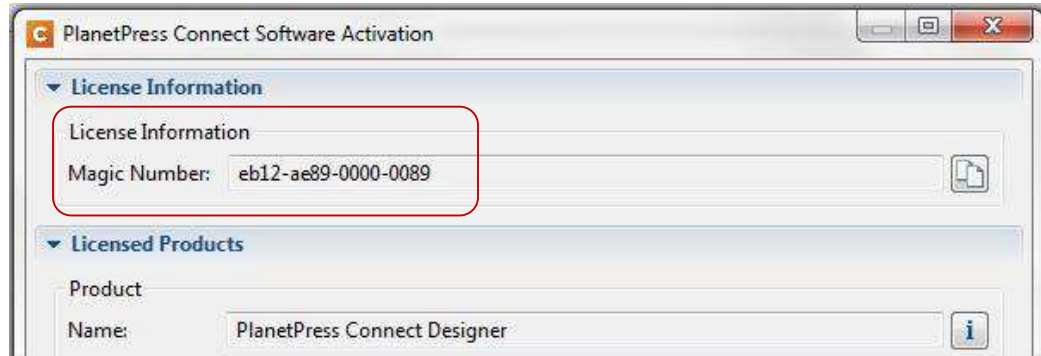 PlanetPress Connect Software Activation
License Information
License Information
Magic Number: eb12-ae89-0000-0089
Licensed Products
Product
Name: PlanetPress Connect Designer